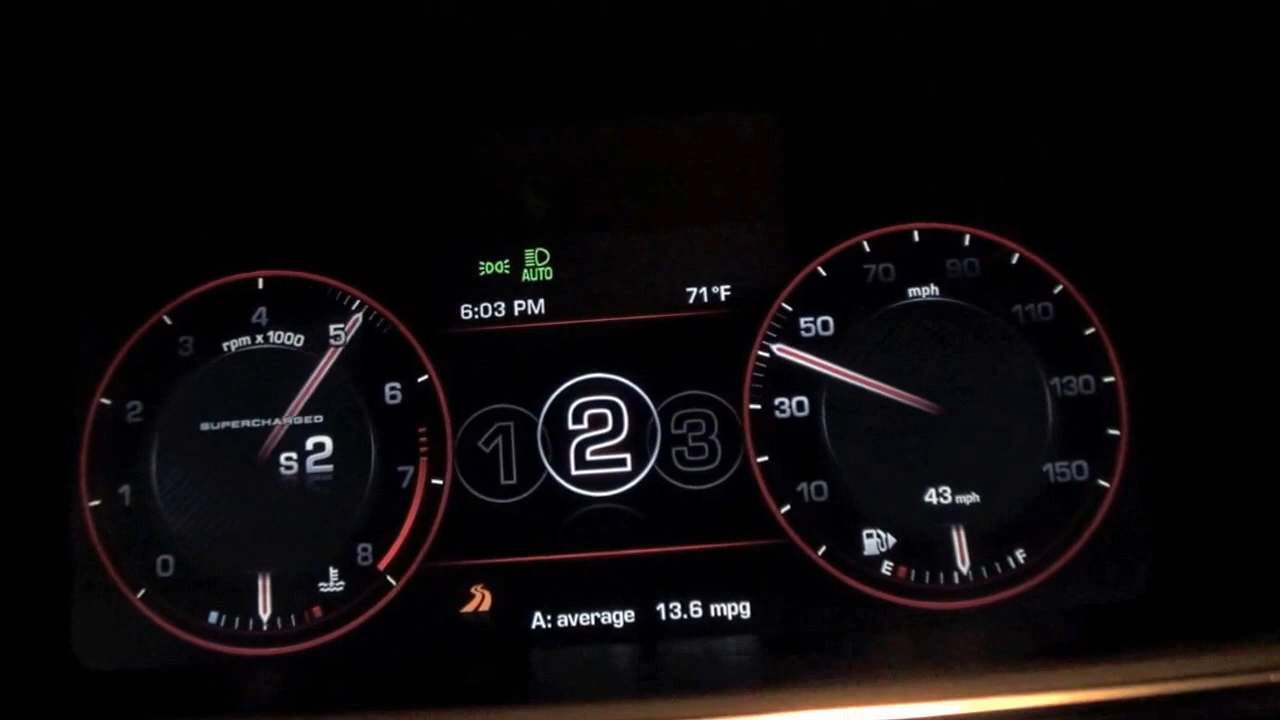 AUTO
6:03 PM 71°F
0 1 2 3 4 5 6 7 8
rpm x 1000
SUPERCHARGED
S 2
1 2 3
10 30 50 70 90 110 130 150
mph
43 mph
E F
A: average 13.6 mpg